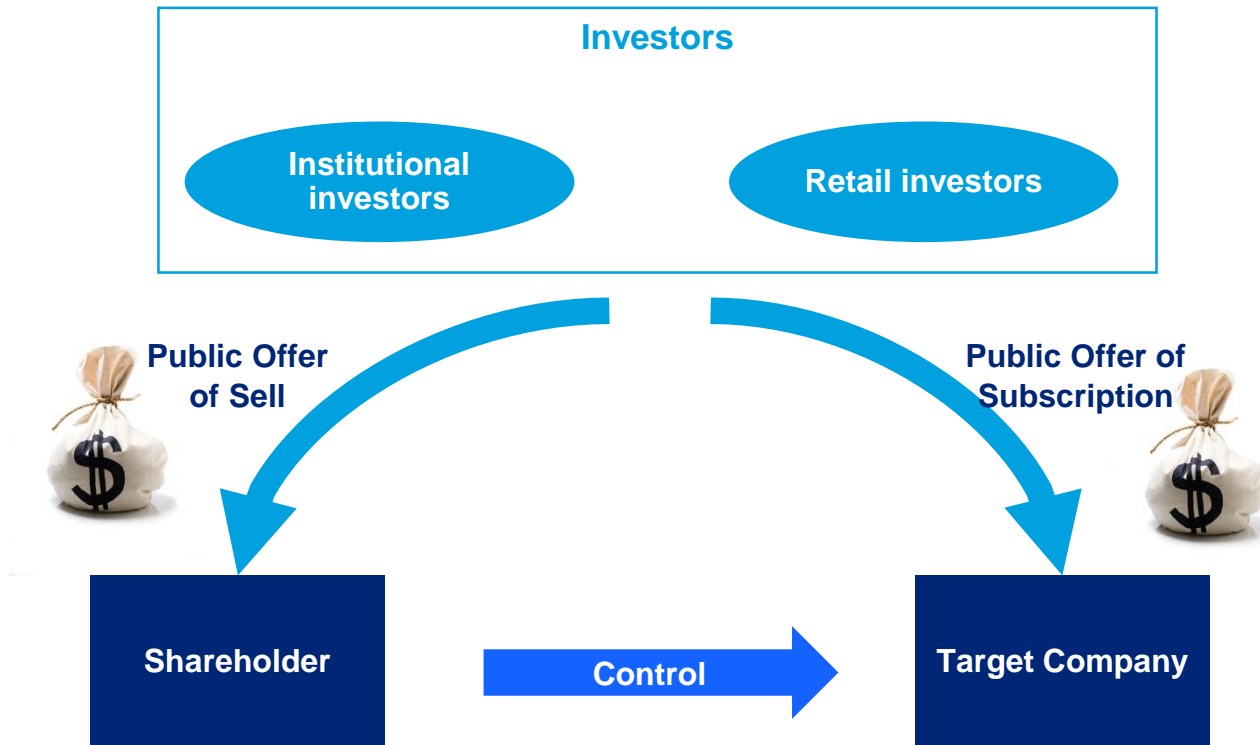 Investors
Institutional
investors
Retail investors
Public Offer
of Sell
Public Offer of
Subscription
$
$
Shareholder
Control
Target Company